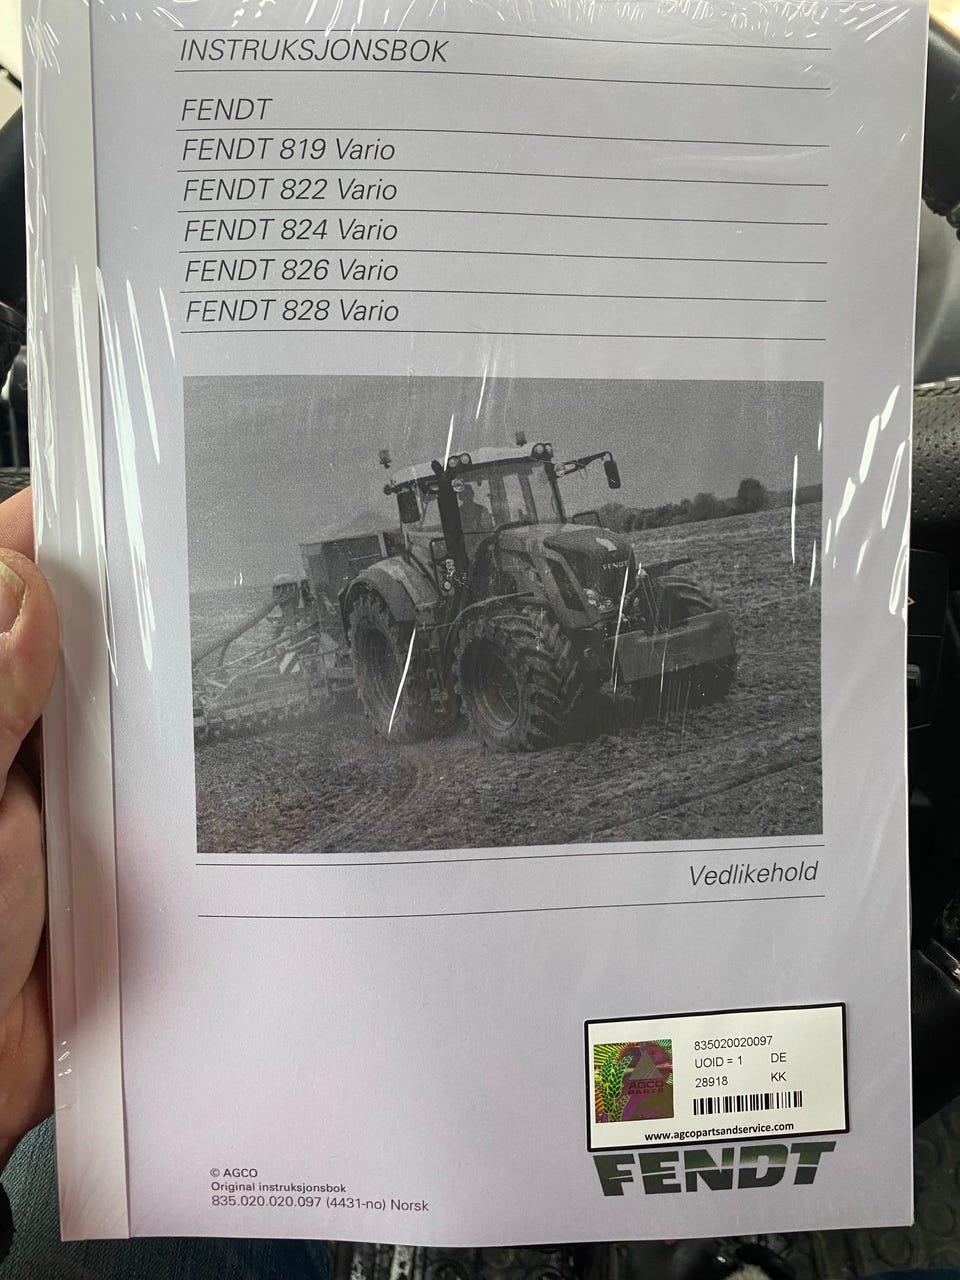 INSTRUKSJONSBOK
FENDT
FENDT 819 Vario
FENDT 822 Vario
FENDT 824 Vario
FENDT 826 Vario
FENDT 828 Vario
FENDT
Vedlikehold
835020020097
UOID = 1 DE
28918 KK
AGCO
PARTS
www.agcopartsandservice.com
FENDT
© AGCO
Original instruksjonsbok
835.020.020.097 (4431-no) Norsk